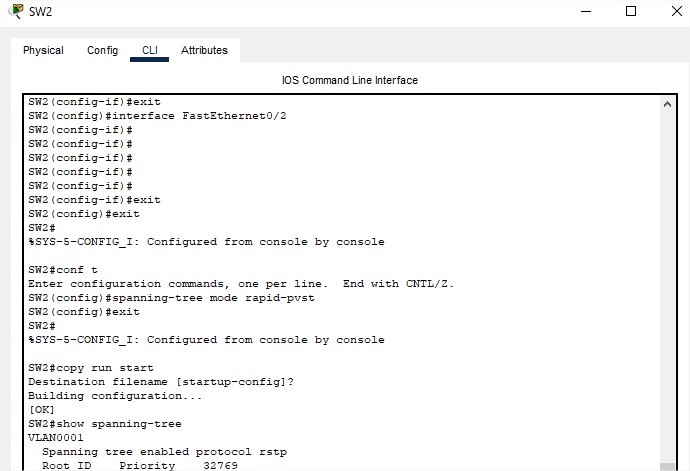 SW2
Physical Config CLI Attributes
IOS Command Line Interface
SW2(config-if)#exit
SW2(config)#interface FastEthernet0/2
SW2(config-if)#
SW2(config-if)#
SW2(config-if)#
SW2(config-if)#
SW2(config-if)#exit
SW2(config)#exit
SW2#
%SYS-5-CONFIG_I: Configured from console by console
SW2#conf t
Enter configuration commands, one per line.  End with CNTL/Z.
SW2(config)#spanning-tree mode rapid-pvst
SW2(config)#exit
SW2#
%SYS-5-CONFIG_I: Configured from console by console
SW2#copy run start
Destination filename [startup-config]?
Building configuration...
[OK]
SW2#show spanning-tree
VLAN0001
  Spanning tree enabled protocol rstp
  Root ID    Priority    32769